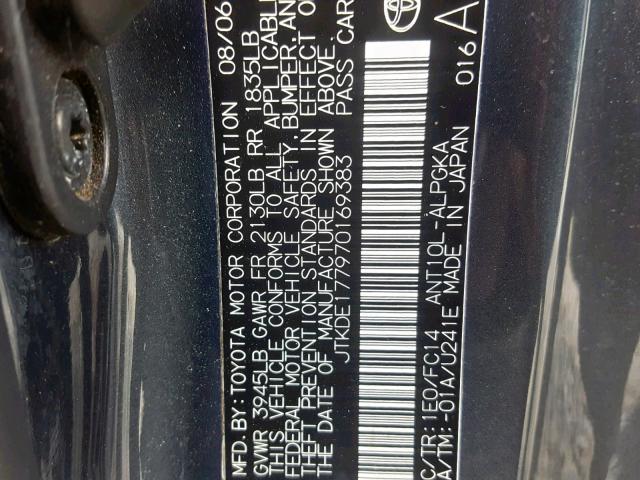 MFD.BY:TOYOTA MOTOR CORPORATION 08/06
GVWR 3945LB GAWR FR 2130LB RR 1835LB
THIS VEHICLE CONFORMS TO ALL APPLICABLE
FEDERAL MOTOR VEHICLE SAFETY, BUMPER, AND
THEFT PREVENTION STANDARDS IN EFFECT O
THE DATE OF MANUFACTURE SHOWN ABOVE.
JTKDE177970169383 PASS CAR
C/TR: 1E0/FC14 ANT10L-ALPGKA
A/TM: -01A/U241E MADE IN JAPAN
016 A